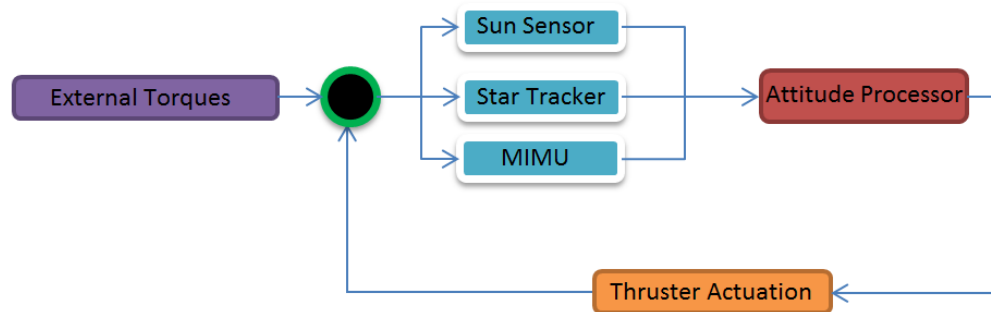 Sun Sensor
External Torques
Star Tracker
Attitude Processor
MIMU
Thruster Actuation